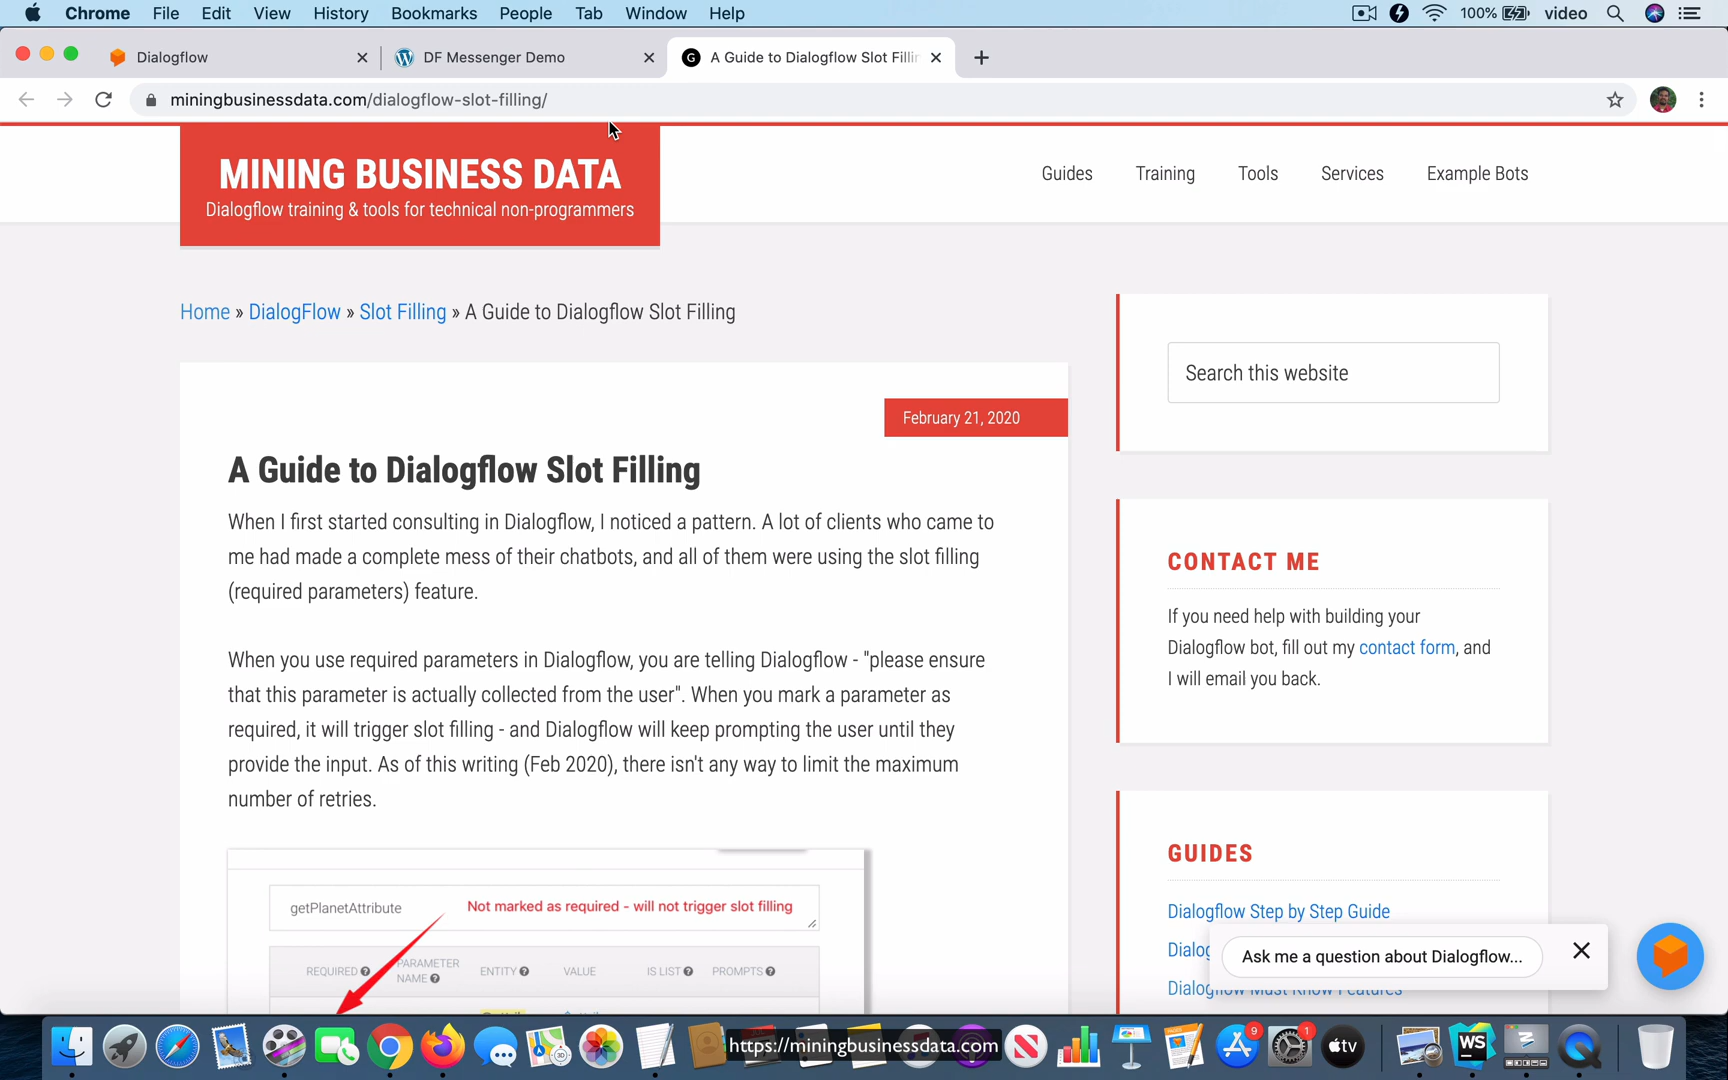 Chrome File Edit View History Bookmarks People Tab Window Help 100% video
Dialogflow DF Messenger Demo A Guide to Dialogflow Slot Fillin
miningbusinessdata.com/dialogflow-slot-filling/
MINING BUSINESS DATA
Dialogflow training & tools for technical non-programmers
Guides Training Tools Services Example Bots
Home » DialogFlow » Slot Filling » A Guide to Dialogflow Slot Filling
February 21, 2020
A Guide to Dialogflow Slot Filling
When I first started consulting in Dialogflow, I noticed a pattern. A lot of clients who came to
me had made a complete mess of their chatbots, and all of them were using the slot filling
(required parameters) feature.
When you use required parameters in Dialogflow, you are telling Dialogflow - "please ensure
that this parameter is actually collected from the user". When you mark a parameter as
required, it will trigger slot filling - and Dialogflow will keep prompting the user until they
provide the input. As of this writing (Feb 2020), there isn't any way to limit the maximum
number of retries.
getPlanetAttribute Not marked as required - will not trigger slot filling
REQUIRED PARAMETER NAME ENTITY VALUE IS LIST PROMPTS
Search this website
CONTACT ME
If you need help with building your
Dialogflow bot, fill out my contact form, and
I will email you back.
GUIDES
Dialogflow Step by Step Guide
Dialog
Dialogflow Must Know Features
Ask me a question about Dialogflow...
https://miningbusinessdata.com
9
1
tv
WS